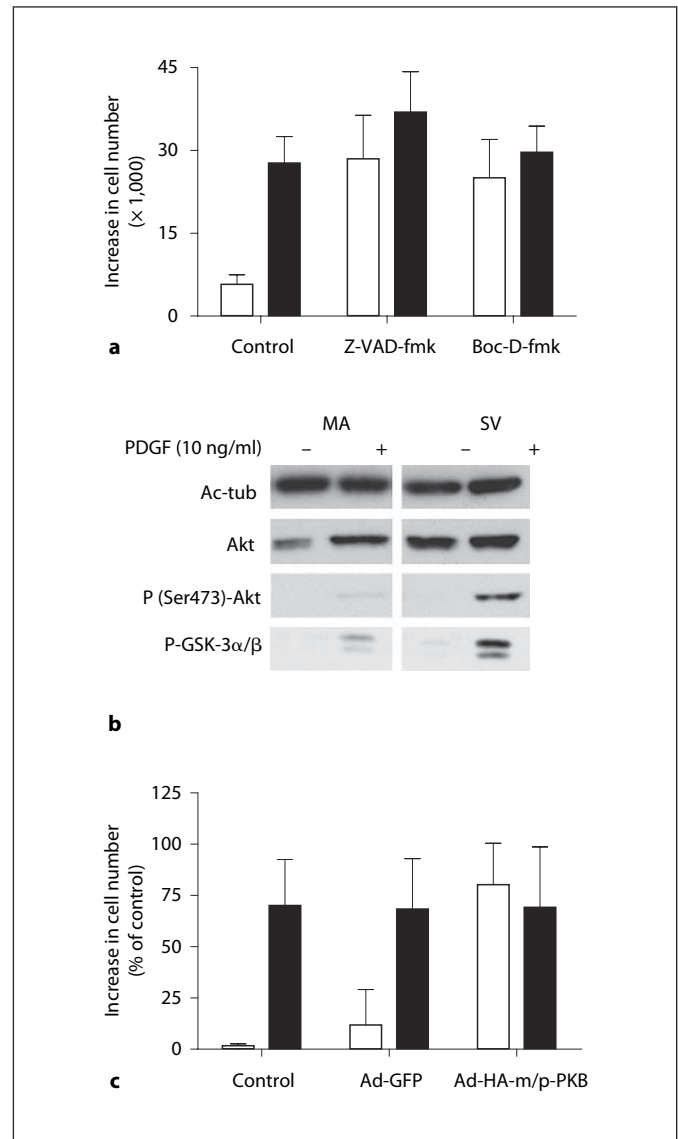 45
30
15
0
Increase in cell number
(× 1,000)
Control Z-VAD-fmk Boc-D-fmk
a
MA SV
PDGF (10 ng/ml) – + – +
Ac-tub
Akt
P (Ser473)-Akt
P-GSK-3α/β
b
125
100
75
50
25
0
Increase in cell number
(% of control)
Control Ad-GFP Ad-HA-m/p-PKB
c